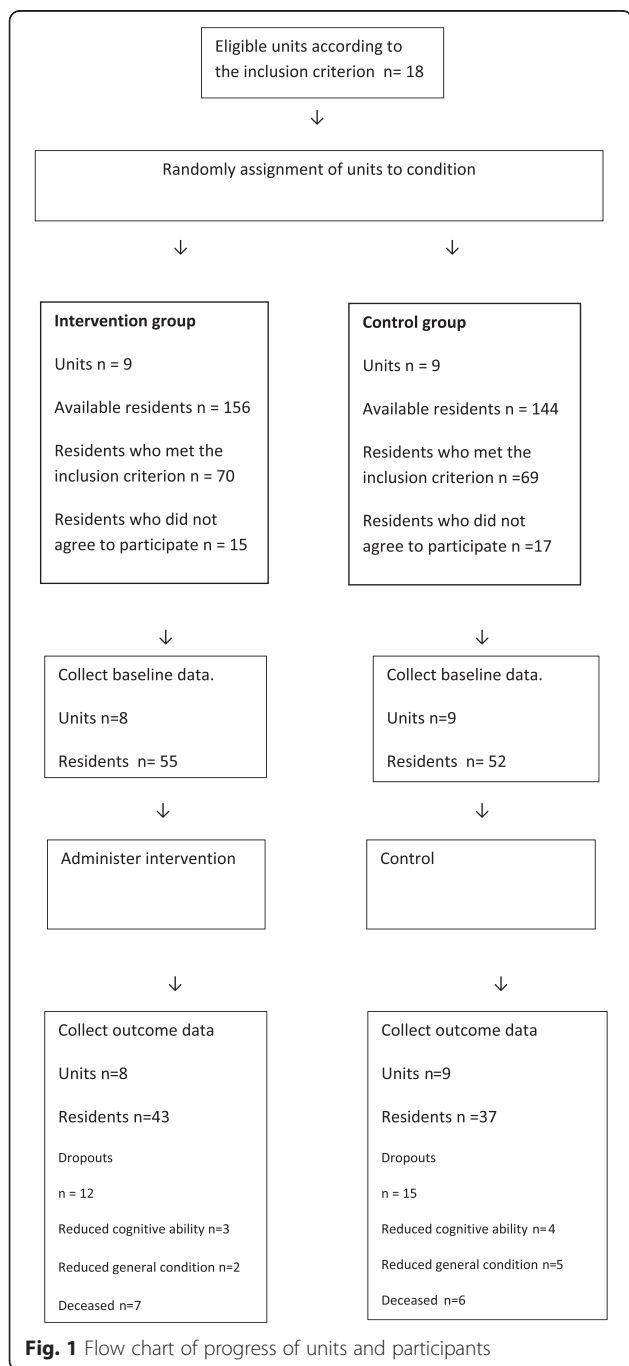 Eligible units according to
the inclusion criterion n= 18
↓
Randomly assignment of units to condition
↓ ↓
Intervention group
Units n = 9
Available residents n = 156
Residents who met the
inclusion criterion n = 70
Residents who did not
agree to participate n = 15
Control group
Units n = 9
Available residents n = 144
Residents who met the
inclusion criterion n =69
Residents who did not
agree to participate n =17
↓ ↓
Collect baseline data.
Units n=8
Residents n= 55
Collect baseline data.
Units n=9
Residents n= 52
↓ ↓
Administer intervention
Control
↓ ↓
Collect outcome data
Units n=8
Residents n=43
Dropouts
n = 12
Reduced cognitive ability n=3
Reduced general condition n=2
Deceased n=7
Collect outcome data
Units n=9
Residents n =37
Dropouts
n = 15
Reduced cognitive ability n=4
Reduced general condition n=5
Deceased n=6
Fig. 1 Flow chart of progress of units and participants